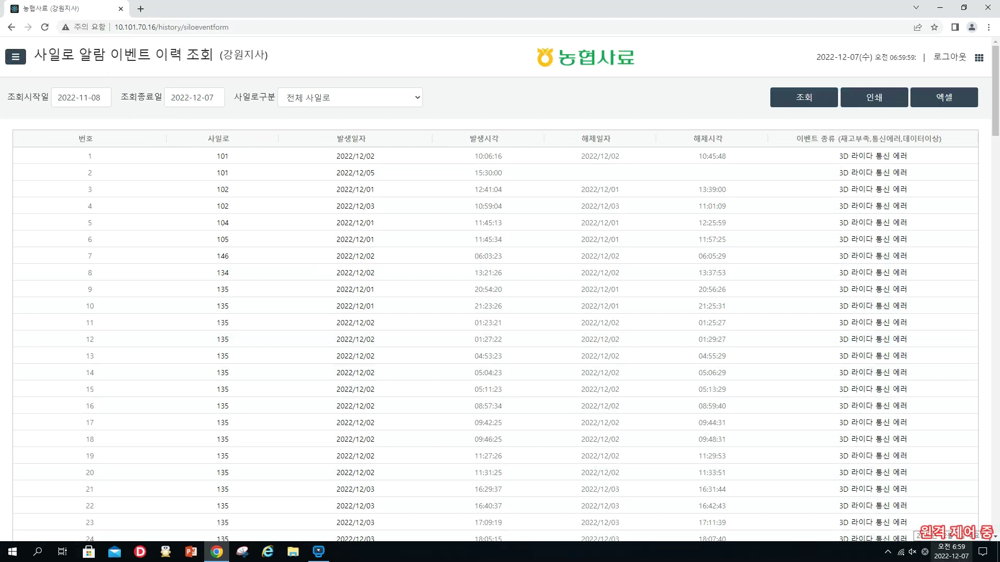 농협사료 (강원지사)
주의 요함 | 10.101.70.16/history/siloeventform
사일로 알람 이벤트 이력 조회 (강원지사)
농협사료
2022-12-07(수) 오전 06:59:59: | 로그아웃
조회시작일 2022-11-08 조회종료일 2022-12-07 사일로구분 전체 사일로 조회 인쇄 엑셀
번호 사일로 발생일자 발생시각 해제일자 해제시각 이벤트 종류 (재고부족,통신에러,데이터이상)
1 101 2022/12/02 10:06:16 2022/12/02 10:45:48 3D 라이다 통신 에러
2 101 2022/12/05 15:30:00 3D 라이다 통신 에러
3 102 2022/12/01 12:41:04 2022/12/01 13:39:00 3D 라이다 통신 에러
4 102 2022/12/03 10:59:04 2022/12/03 11:01:09 3D 라이다 통신 에러
5 104 2022/12/01 11:45:13 2022/12/01 12:25:59 3D 라이다 통신 에러
6 105 2022/12/01 11:45:34 2022/12/01 11:57:25 3D 라이다 통신 에러
7 146 2022/12/02 06:03:23 2022/12/02 06:05:29 3D 라이다 통신 에러
8 134 2022/12/02 13:21:26 2022/12/02 13:37:53 3D 라이다 통신 에러
9 135 2022/12/01 20:54:20 2022/12/01 20:56:26 3D 라이다 통신 에러
10 135 2022/12/01 21:23:26 2022/12/01 21:25:31 3D 라이다 통신 에러
11 135 2022/12/02 01:23:21 2022/12/02 01:25:27 3D 라이다 통신 에러
12 135 2022/12/02 01:27:22 2022/12/02 01:29:27 3D 라이다 통신 에러
13 135 2022/12/02 04:53:23 2022/12/02 04:55:29 3D 라이다 통신 에러
14 135 2022/12/02 05:04:23 2022/12/02 05:06:29 3D 라이다 통신 에러
15 135 2022/12/02 05:11:23 2022/12/02 05:13:29 3D 라이다 통신 에러
16 135 2022/12/02 08:57:34 2022/12/02 08:59:40 3D 라이다 통신 에러
17 135 2022/12/02 09:42:25 2022/12/02 09:44:31 3D 라이다 통신 에러
18 135 2022/12/02 09:46:25 2022/12/02 09:48:31 3D 라이다 통신 에러
19 135 2022/12/02 11:27:26 2022/12/02 11:29:53 3D 라이다 통신 에러
20 135 2022/12/02 11:31:25 2022/12/02 11:33:51 3D 라이다 통신 에러
21 135 2022/12/03 16:29:37 2022/12/03 16:31:44 3D 라이다 통신 에러
22 135 2022/12/03 16:40:37 2022/12/03 16:42:43 3D 라이다 통신 에러
23 135 2022/12/03 17:09:19 2022/12/03 17:11:39 3D 라이다 통신 에러
24 135 2022/12/03 18:05:15 2022/12/03 18:07:40 3D 라이다 통신 에러
원격 제어 중
오전 6:59
2022-12-07